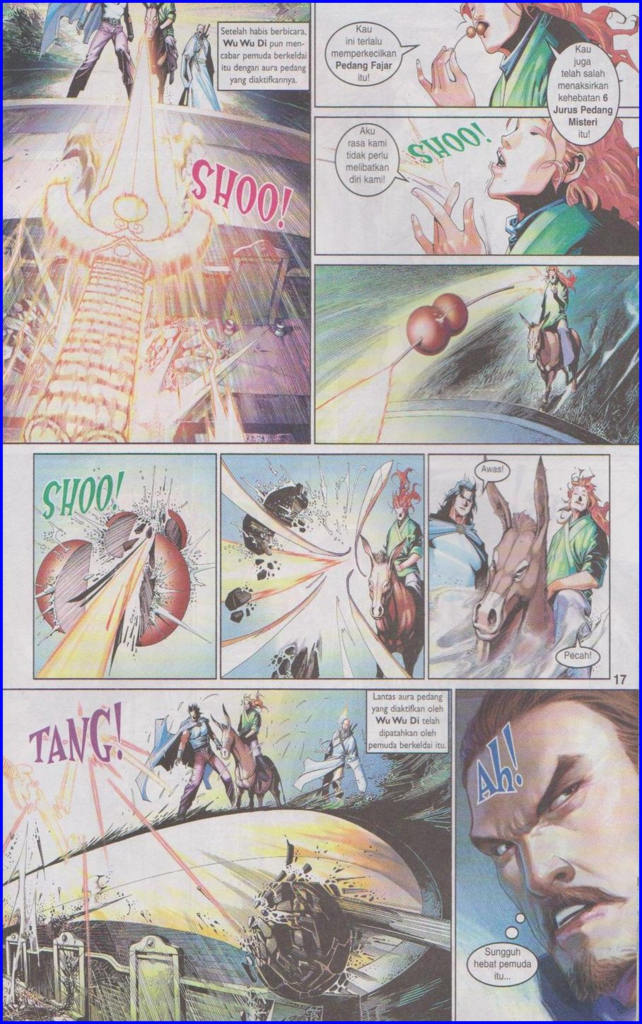 Setelah habis berbicara,
Wu Wu Di pun men-
cabar pemuda berkeldai
itu dengan aura pedang
yang diaktifkannya.
SHOO!
Kau
ini terlalu
memperkecilkan
Pedang Fajar
itu!
Kau
juga
telah salah
menaksirkan
kehebatan 6
Jurus Pedang
Misteri
itu!
Aku
rasa kami
tidak perlu
melibatkan
diri kami!
SHOO!
SHOO!
Awas!
Pecah!
17
TANG!
Lantas aura pedang
yang diaktifkan oleh
Wu Wu Di telah
dipatahkan oleh
pemuda berkeldai itu.
Ah!
Sungguh
hebat pemuda
itu...